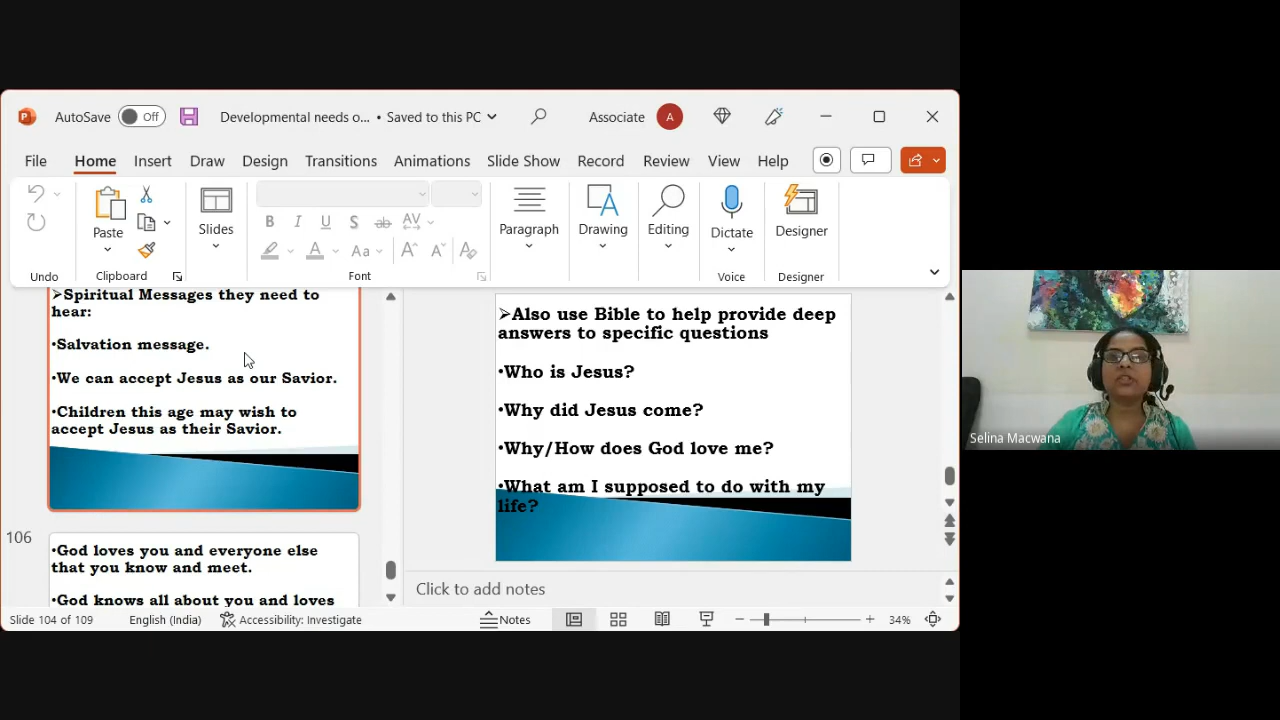 AutoSave Off Developmental needs o... • Saved to this PC Associate A
File Home Insert Draw Design Transitions Animations Slide Show Record Review View Help
Paste Slides B I U S ab AV Aa A A A Paragraph Drawing Editing Dictate Designer
Undo Clipboard Font Voice Designer
➢Spiritual Messages they need to
hear:
•Salvation message.
•We can accept Jesus as our Savior.
•Children this age may wish to
accept Jesus as their Savior.
106
•God loves you and everyone else
that you know and meet.
•God knows all about you and loves
➢Also use Bible to help provide deep
answers to specific questions
•Who is Jesus?
•Why did Jesus come?
•Why/How does God love me?
•What am I supposed to do with my
life?
Click to add notes
Slide 104 of 109 English (India) Accessibility: Investigate Notes 34%
Selina Macwana